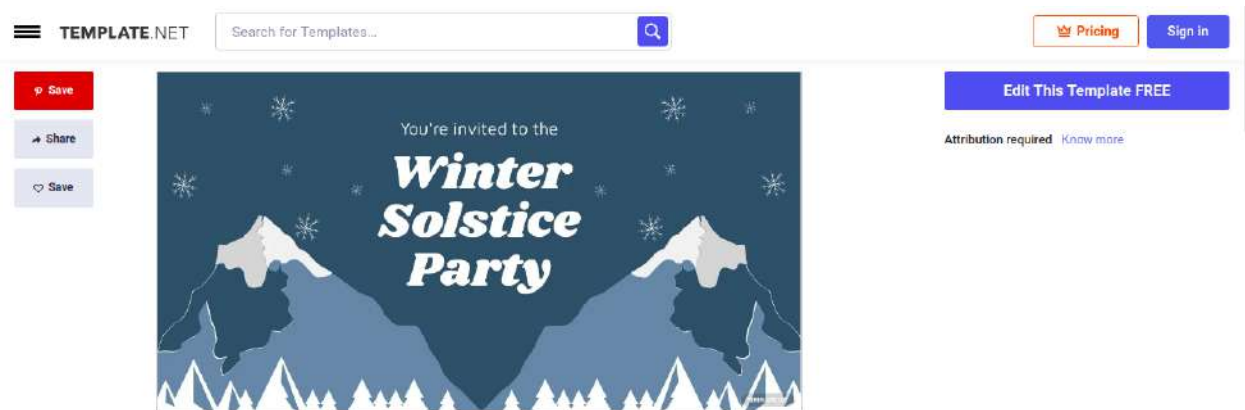 TEMPLATE.NET
Search for Templates...
Pricing
Sign in
Save
Share
Save
You're invited to the
Winter
Solstice
Party
Edit This Template FREE
Attribution required Know more